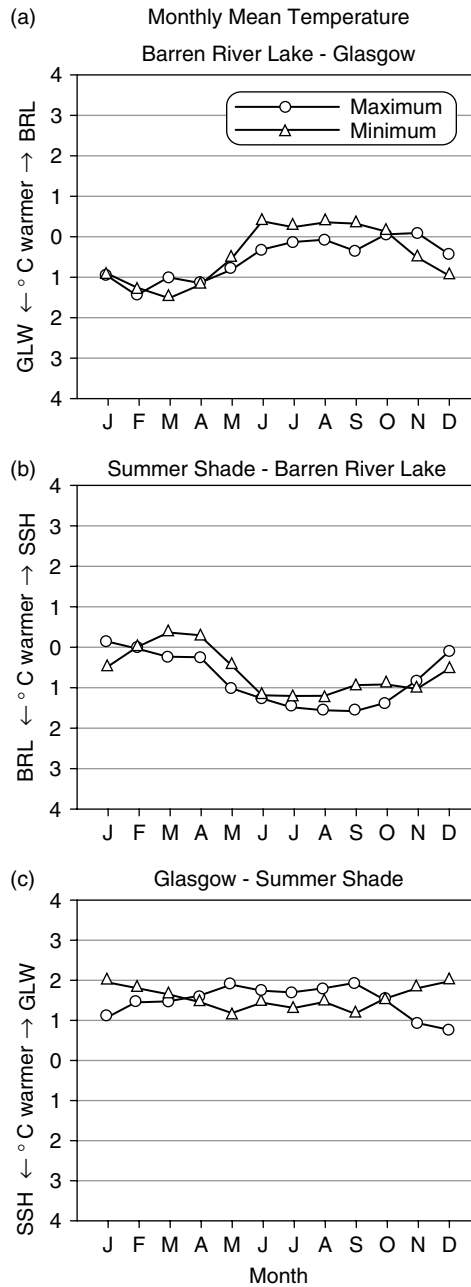 (a) Monthly Mean Temperature
Barren River Lake - Glasgow
Maximum
Minimum
GLW ← ° C warmer → BRL
4
3
2
1
0
1
2
3
4
J F M A M J J A S O N D
(b) Summer Shade - Barren River Lake
BRL ← ° C warmer → SSH
4
3
2
1
0
1
2
3
4
J F M A M J J A S O N D
(c) Glasgow - Summer Shade
SSH ← ° C warmer → GLW
4
3
2
1
0
1
2
3
4
J F M A M J J A S O N D
Month